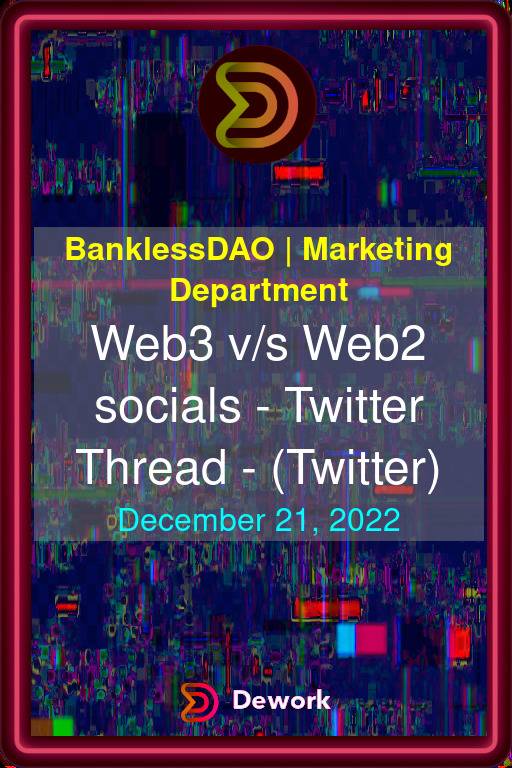 BanklessDAO | Marketing
Department
Web3 v/s Web2
socials - Twitter
Thread - (Twitter)
December 21, 2022
Dework